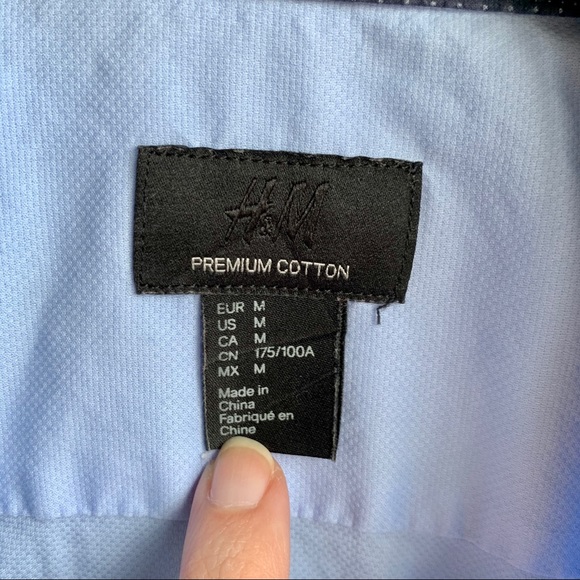 H&M
PREMIUM COTTON
EUR M
US M
CA M
CN 175/100A
MX M
Made in
China
Fabriqué en
Chine